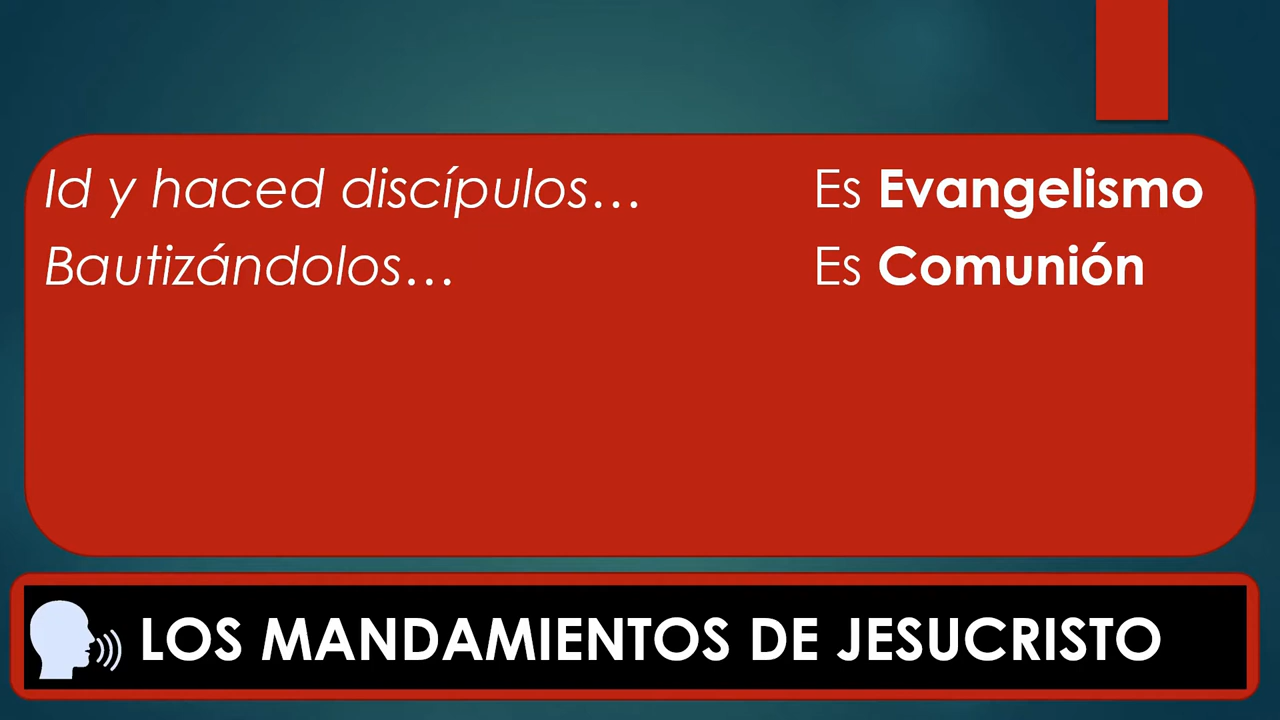 Id y haced discípulos… Es Evangelismo
Bautizándolos… Es Comunión
LOS MANDAMIENTOS DE JESUCRISTO